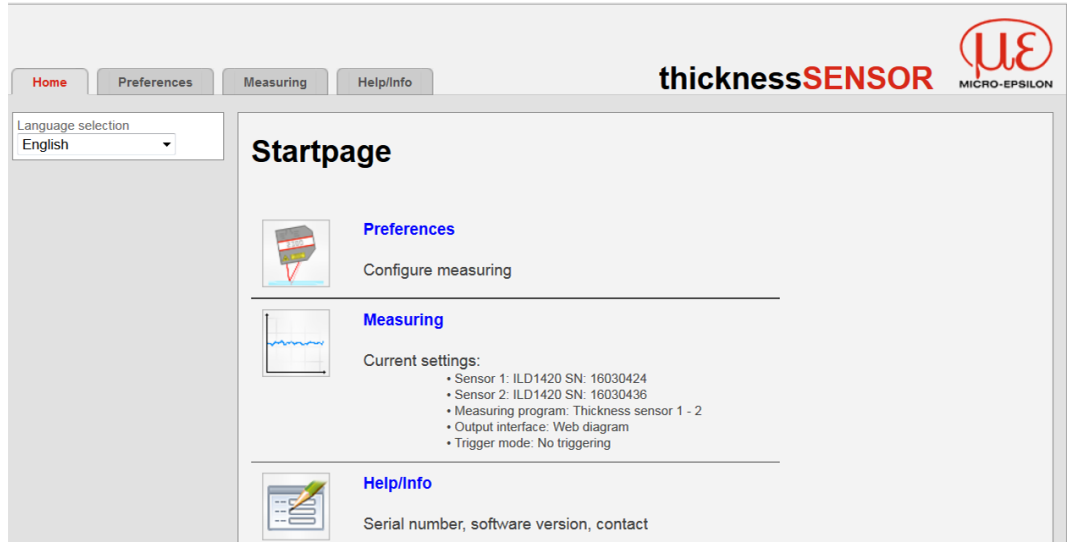 thicknessSENSOR
με
MICRO-EPSILON
Home
Preferences
Measuring
Help/Info
Language selection
English
Startpage
Preferences
Configure measuring
Measuring
Current settings:
• Sensor 1: ILD1420 SN: 16030424
• Sensor 2: ILD1420 SN: 16030436
• Measuring program: Thickness sensor 1 - 2
• Output interface: Web diagram
• Trigger mode: No triggering
Help/Info
Serial number, software version, contact